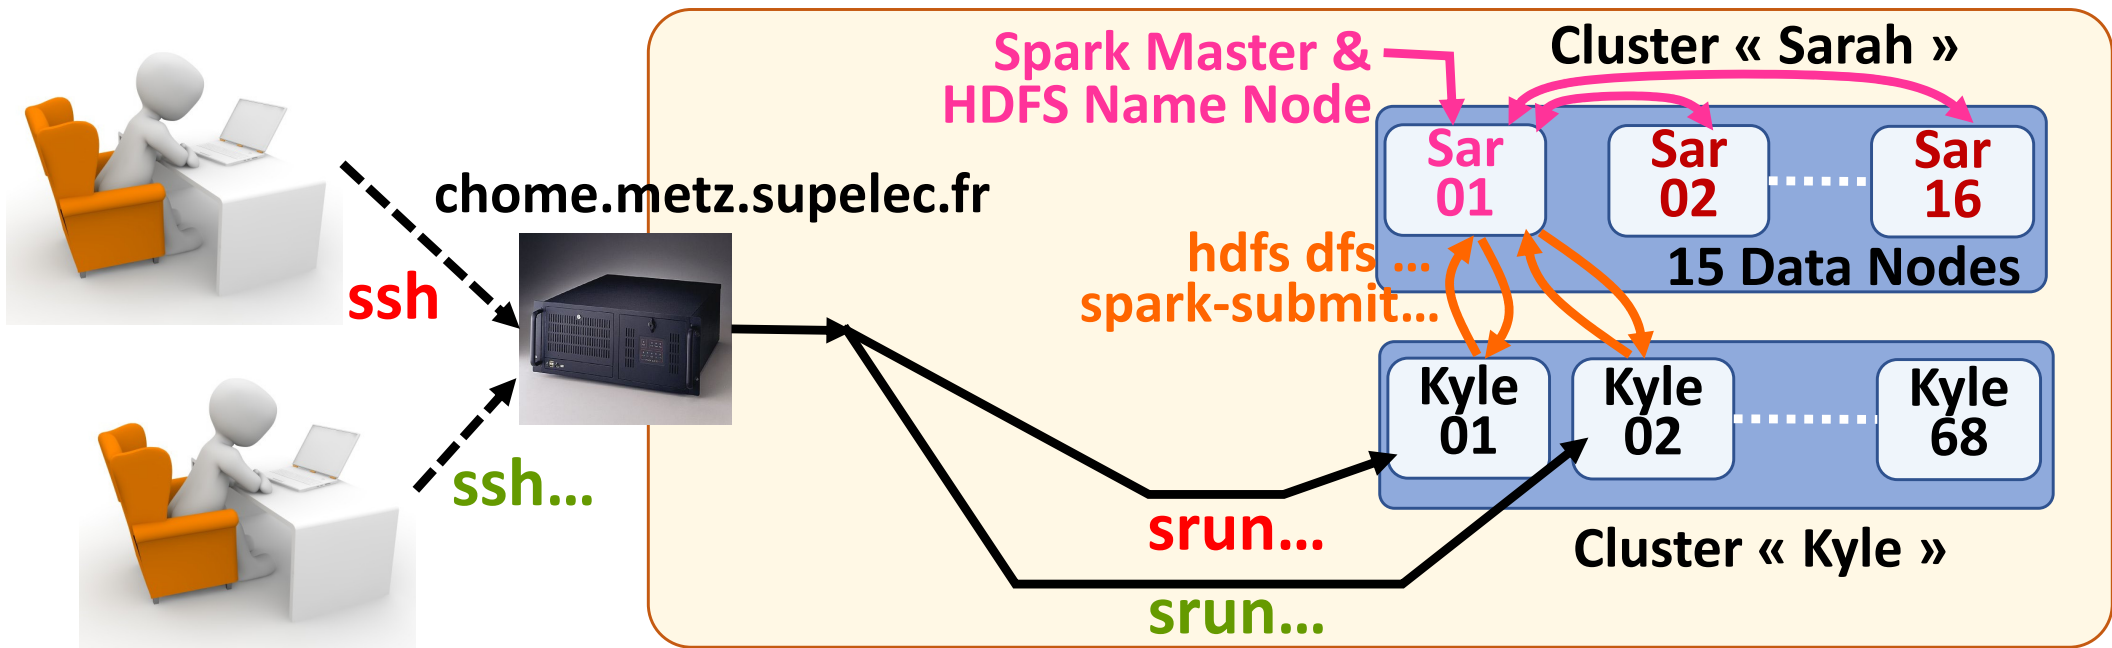 Spark Master &
HDFS Name Node
Cluster « Sarah »
Sar
01
Sar
02
Sar
16
15 Data Nodes
chome.metz.supelec.fr
ssh
ssh...
hdfs dfs ...
spark-submit...
Kyle
01
Kyle
02
Kyle
68
Cluster « Kyle »
srun...
srun...